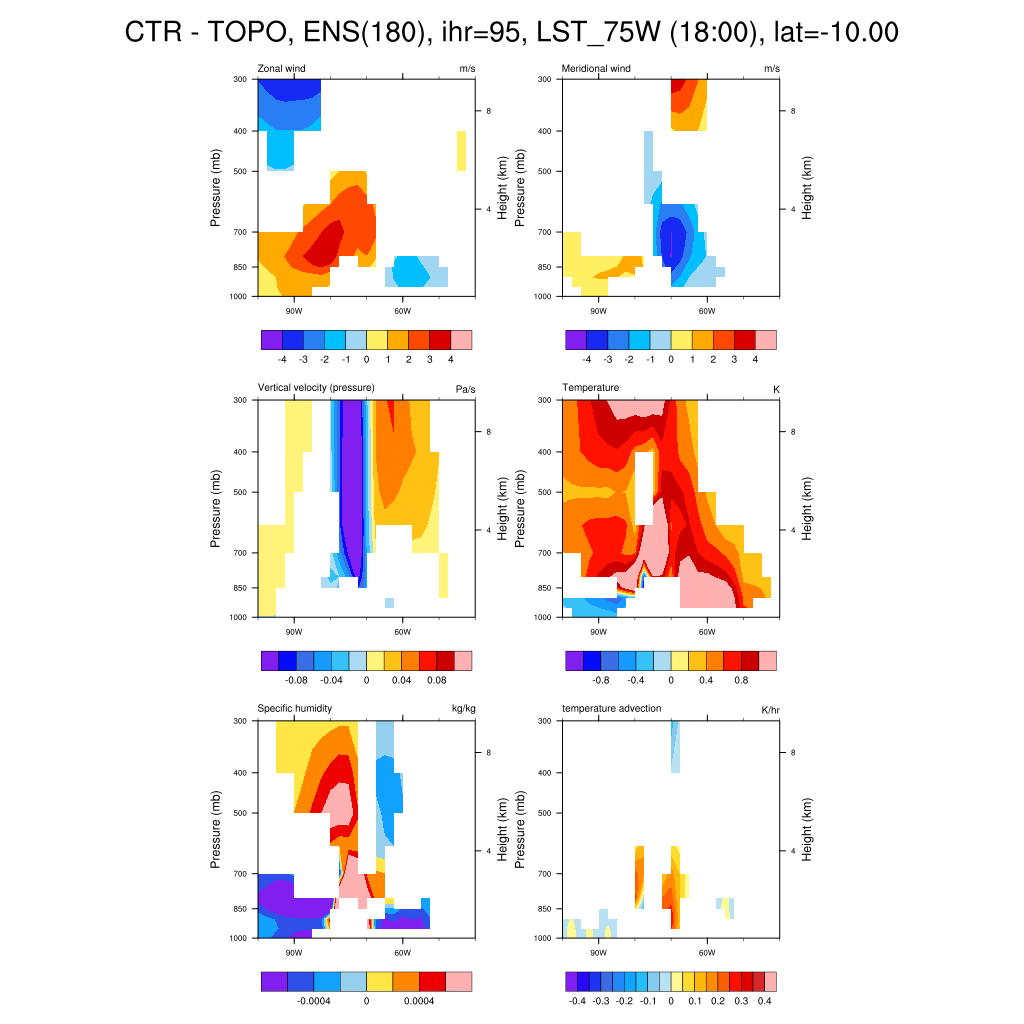 CTR - TOPO, ENS(180), ihr=95, LST_75W (18:00), lat=-10.00
Zonal wind m/s
Pressure (mb)
300
400
500
700
850
1000
90W 60W
8
4
Height (km)
-4 -3 -2 -1 0 1 2 3 4
Meridional wind m/s
Pressure (mb)
300
400
500
700
850
1000
90W 60W
8
4
Height (km)
-4 -3 -2 -1 0 1 2 3 4
Vertical velocity (pressure) Pa/s
Pressure (mb)
300
400
500
700
850
1000
90W 60W
8
4
Height (km)
-0.08 -0.04 0 0.04 0.08
Temperature K
Pressure (mb)
300
400
500
700
850
1000
90W 60W
8
4
Height (km)
-0.8 -0.4 0 0.4 0.8
Specific humidity kg/kg
Pressure (mb)
300
400
500
700
850
1000
90W 60W
8
4
Height (km)
-0.0004 0 0.0004
temperature advection K/hr
Pressure (mb)
300
400
500
700
850
1000
90W 60W
8
4
Height (km)
-0.4 -0.3 -0.2 -0.1 0 0.1 0.2 0.3 0.4